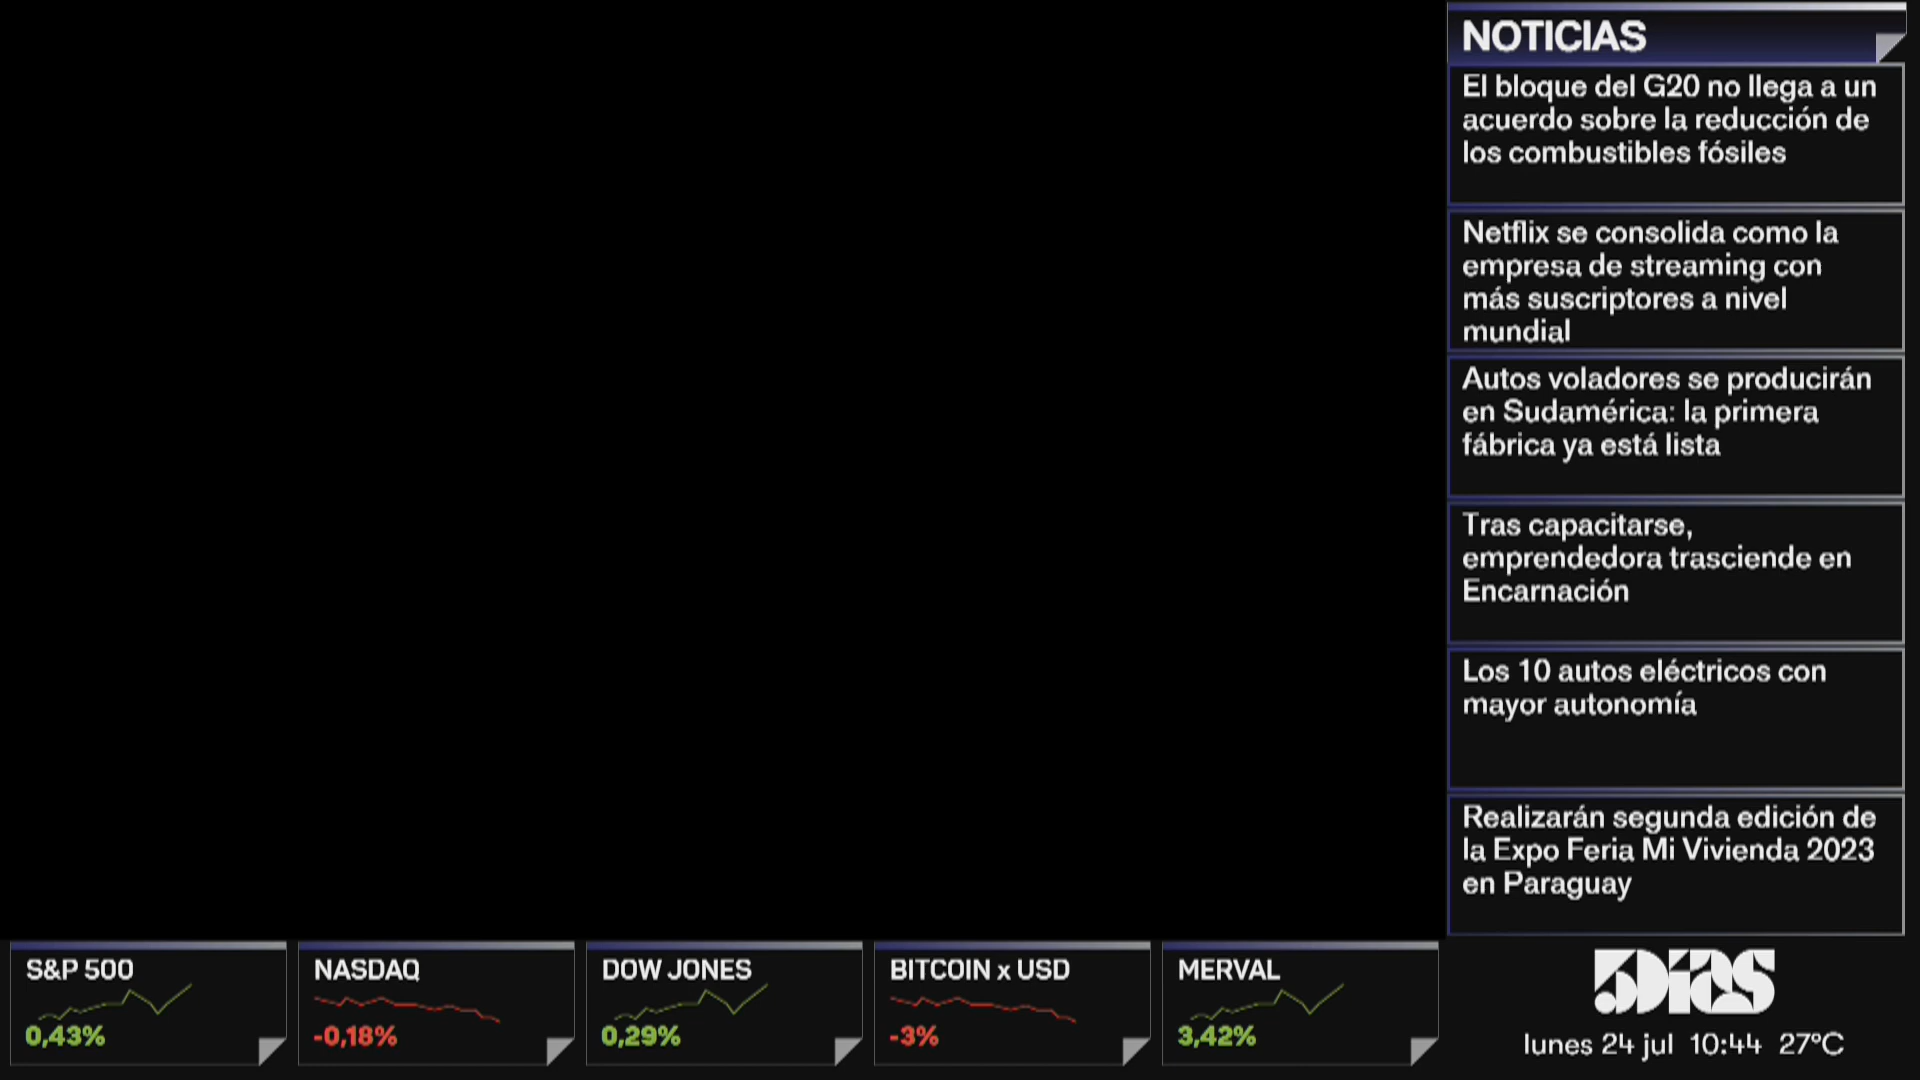 NOTICIAS
El bloque del G20 no llega a un
acuerdo sobre la reducción de
los combustibles fósiles
Netflix se consolida como la
empresa de streaming con
más suscriptores a nivel
mundial
Autos voladores se producirán
en Sudamérica: la primera
fábrica ya está lista
Tras capacitarse,
emprendedora trasciende en
Encarnación
Los 10 autos eléctricos con
mayor autonomía
Realizarán segunda edición de
la Expo Feria Mi Vivienda 2023
en Paraguay
S&P 500
0,43%
NASDAQ
-0,18%
DOW JONES
0,29%
BITCOIN x USD
-3%
MERVAL
3,42%
5Días
lunes 24 jul 10:44 27°C